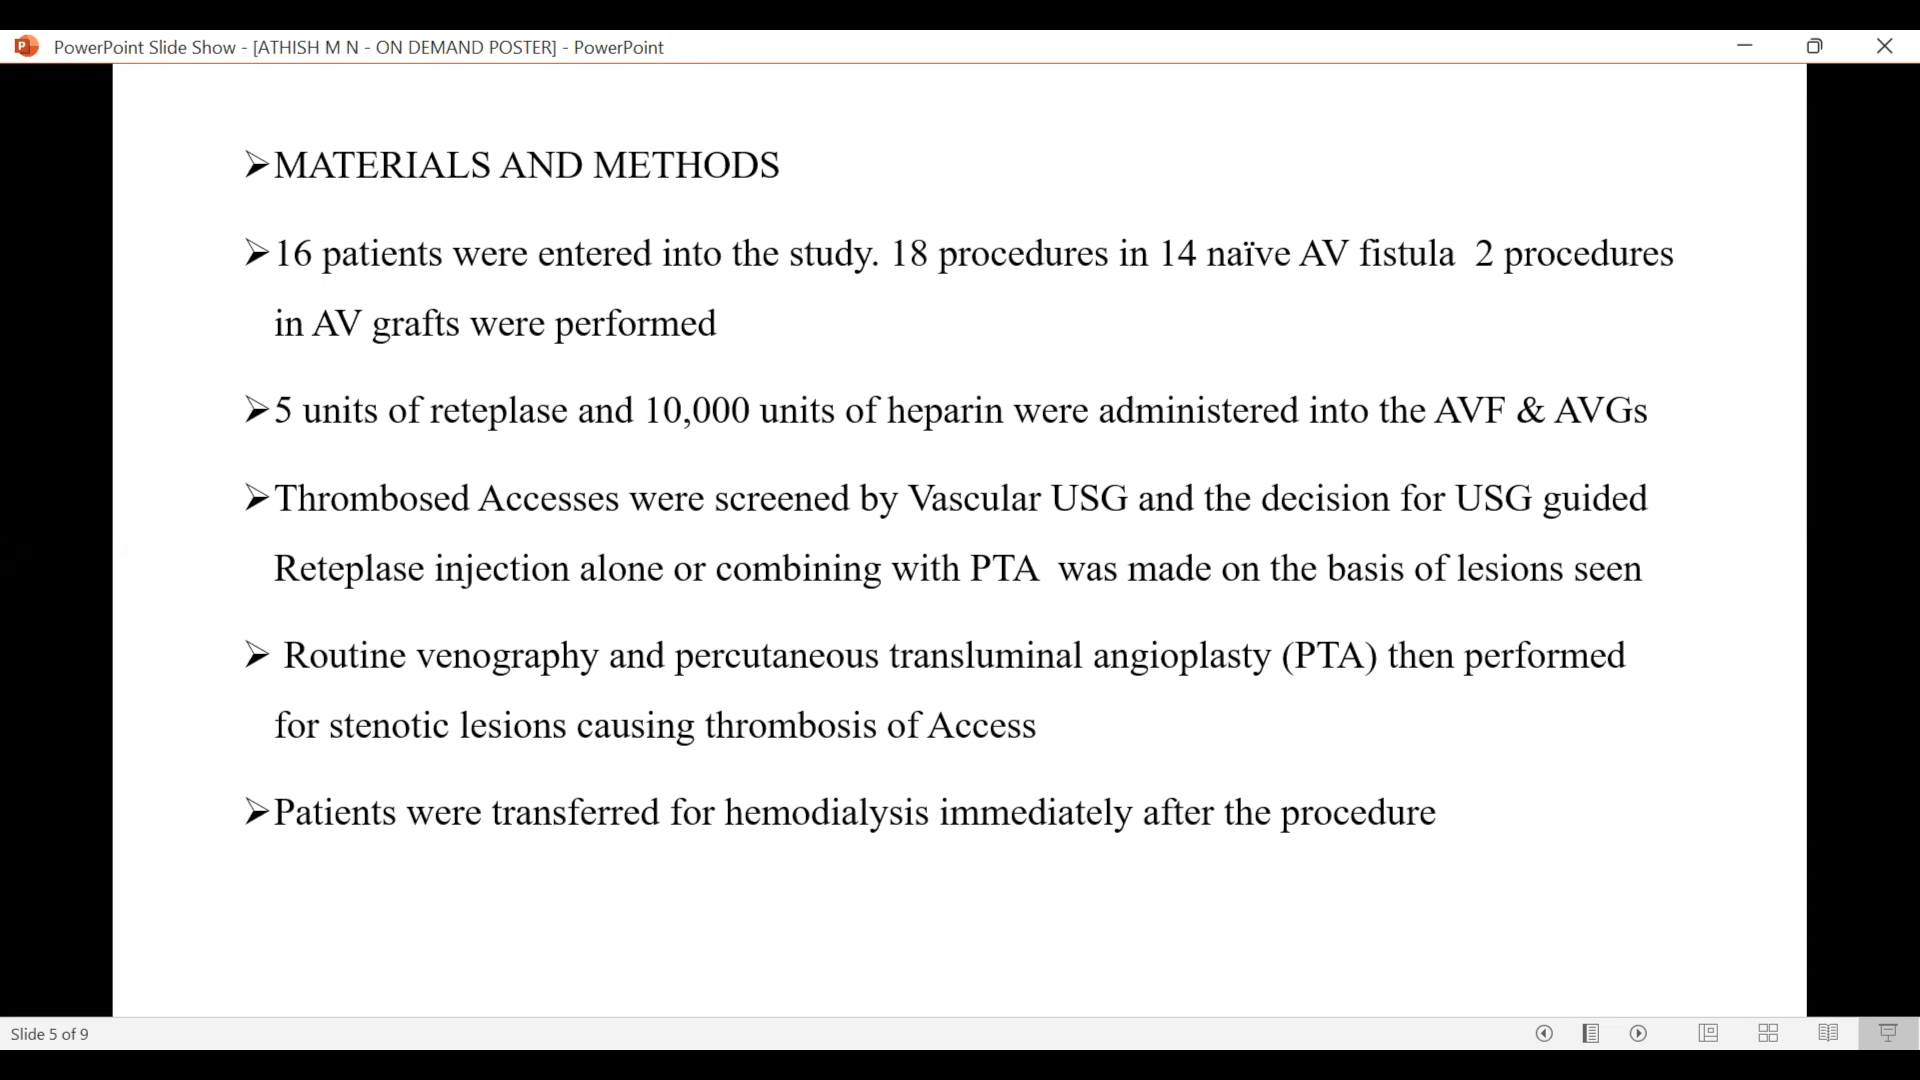 PowerPoint Slide Show - [ATHISH M N - ON DEMAND POSTER] - PowerPoint
➢MATERIALS AND METHODS
➢16 patients were entered into the study. 18 procedures in 14 naïve AV fistula 2 procedures
in AV grafts were performed
➢5 units of reteplase and 10,000 units of heparin were administered into the AVF & AVGs
➢Thrombosed Accesses were screened by Vascular USG and the decision for USG guided
Reteplase injection alone or combining with PTA was made on the basis of lesions seen
➢ Routine venography and percutaneous transluminal angioplasty (PTA) then performed
for stenotic lesions causing thrombosis of Access
➢Patients were transferred for hemodialysis immediately after the procedure
Slide 5 of 9